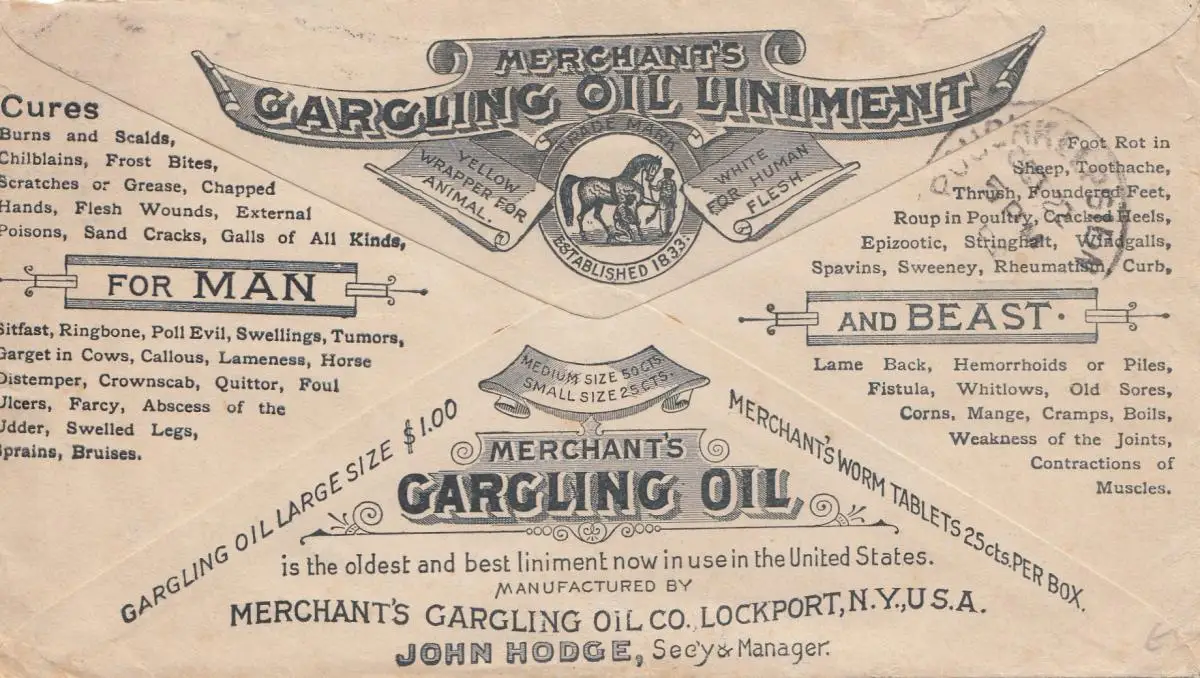 MERCHANT'S
GARGLING OIL LINIMENT
YELLOW
WRAPPER FOR
ANIMAL.
TRADE MARK
ESTABLISHED 1833.
WHITE
FOR HUMAN
FLESH
Cures
Burns and Scalds,
Chilblains, Frost Bites,
Scratches or Grease, Chapped
Hands, Flesh Wounds, External
Poisons, Sand Cracks, Galls of All Kinds,
FOR MAN
Sitfast, Ringbone, Poll Evil, Swellings, Tumors,
Garget in Cows, Callous, Lameness, Horse
Distemper, Crownscab, Quittor, Foul
Ulcers, Farcy, Abscess of the
Udder, Swelled Legs,
Sprains, Bruises.
Foot Rot in
Sheep, Toothache,
Thrush, Foundered Feet,
Roup in Poultry, Cracked Heels,
Epizootic, Stringhalt, Windgalls,
Spavins, Sweeney, Rheumatism, Curb,
AND BEAST.
Lame Back, Hemorrhoids or Piles,
Fistula, Whitlows, Old Sores,
Corns, Mange, Cramps, Boils,
Weakness of the Joints,
Contractions of
Muscles.
MEDIUM SIZE 50 CTS.
SMALL SIZE 25 CTS.
GARGLING OIL LARGE SIZE $1.00
MERCHANT'S WORM TABLETS 25cts. PER BOX.
MERCHANT'S
GARGLING OIL
is the oldest and best liniment now in use in the United States.
MANUFACTURED BY
MERCHANT'S GARGLING OIL CO., LOCKPORT, N.Y., U.S.A.
JOHN HODGE, Sec'y & Manager.